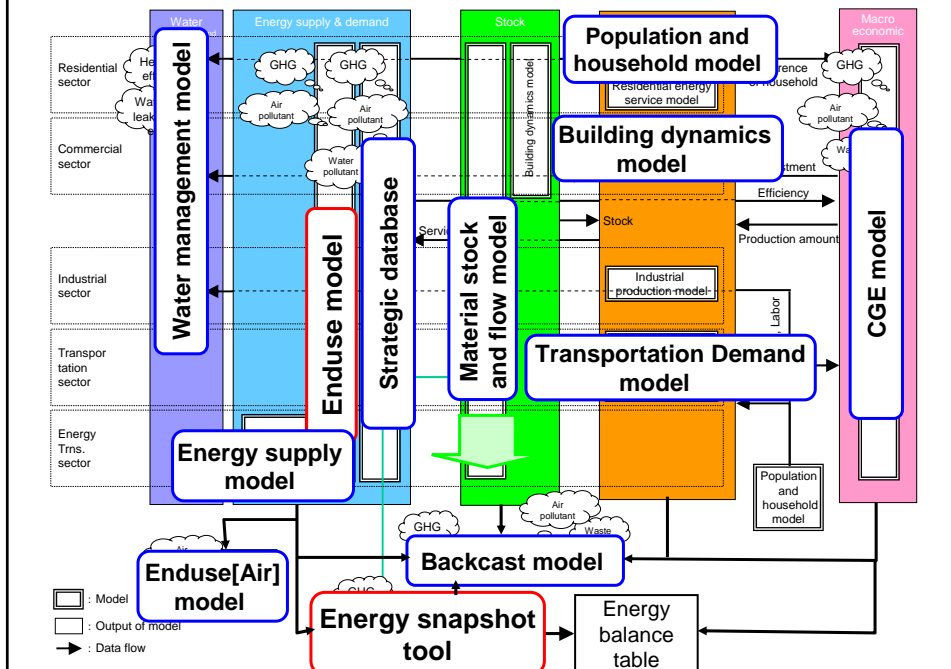 Water
Energy supply & demand
Stock
Macro
economic
Residential
sector
Commercial
sector
Industrial
sector
Transpor
tation
sector
Energy
Trns.
sector
Water management model
GHG
GHG
Air
pollutant
Air
pollutant
Water
pollutant
Enduse model
Strategic database
Building dynamics model
Material stock
and flow model
Population and
household model
Residential energy
service model
Building dynamics
model
of household
GHG
Air
pollutant
Efficiency
Stock
Production amount
Industrial
production model
, Labor
CGE model
Transportation Demand
model
Energy supply
model
Population
and
household
model
GHG
Air
pollutant
Waste
Backcast model
Air
Enduse[Air]
model
GHG
Energy snapshot
tool
Energy
balance
table
: Model
: Output of model
: Data flow